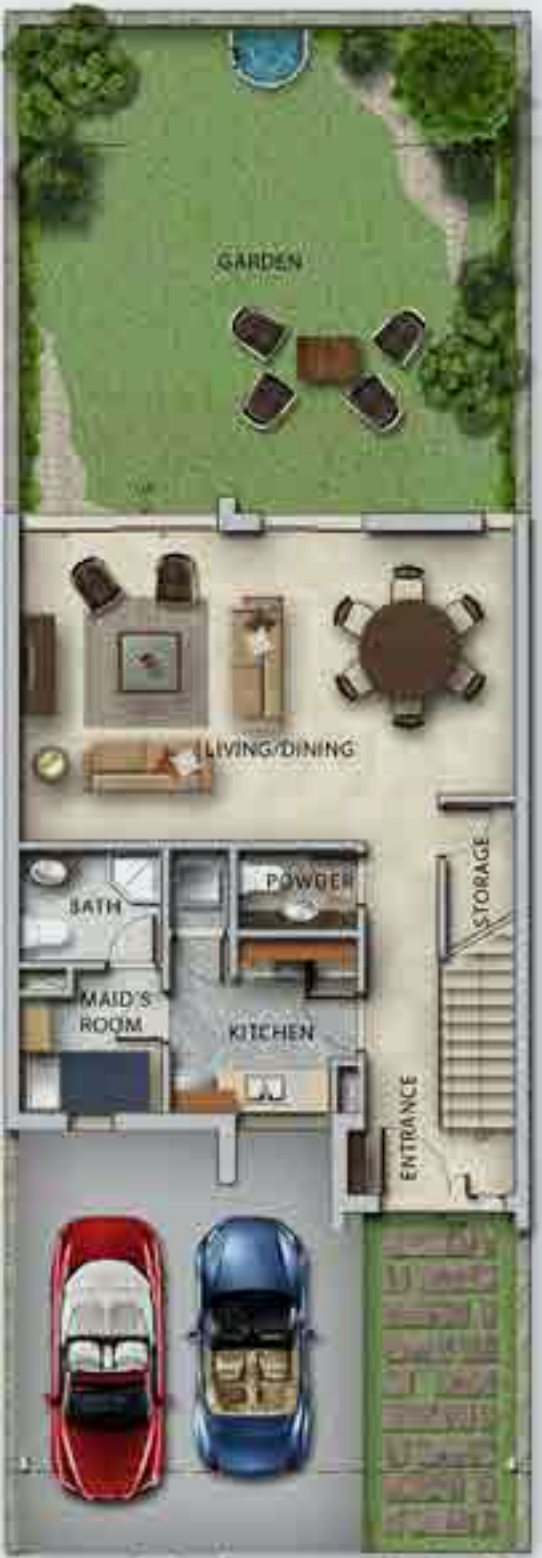 GARDEN
LIVING/DINING
STORAGE
POWDER
BATH
MAID'S
ROOM
KITCHEN
ENTRANCE